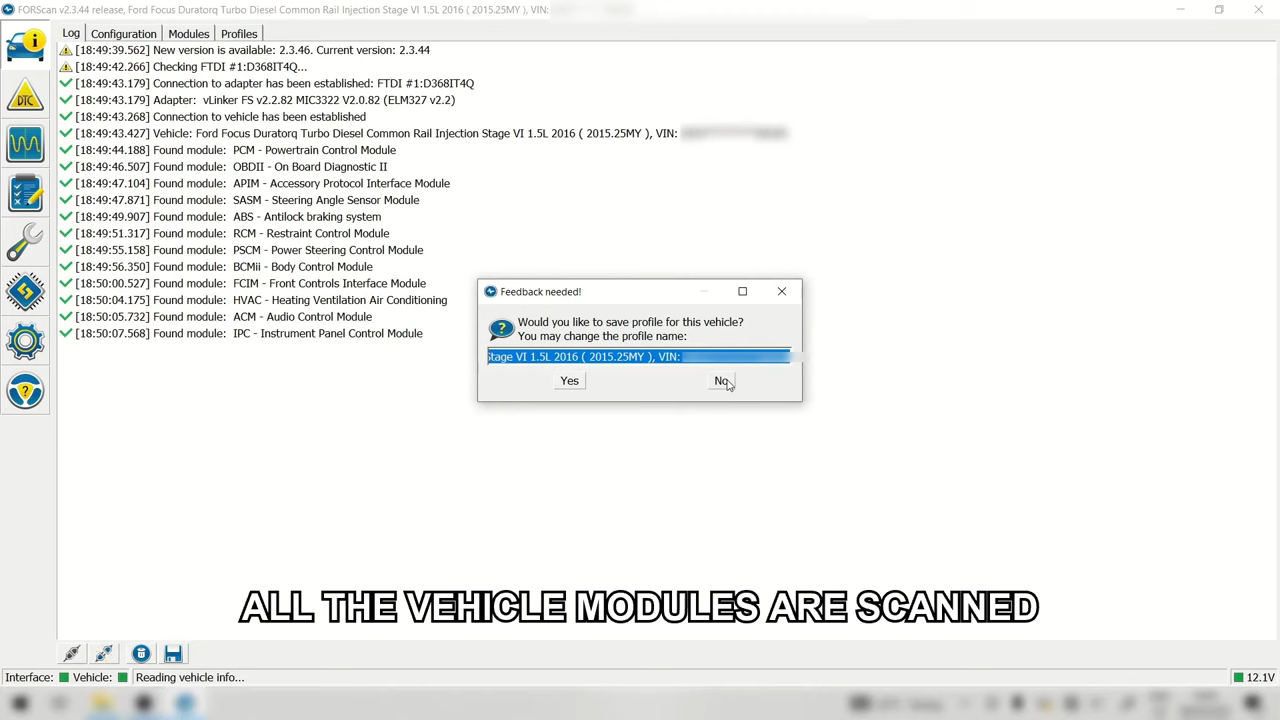 FORScan v2.3.44 release, Ford Focus Duratorq Turbo Diesel Common Rail Injection Stage VI 1.5L 2016 ( 2015.25MY ), VIN:
Log Configuration Modules Profiles
[18:49:39.562] New version is available: 2.3.46. Current version: 2.3.44
[18:49:42.266] Checking FTDI #1:D368IT4Q...
[18:49:43.179] Connection to adapter has been established: FTDI #1:D368IT4Q
[18:49:43.179] Adapter: vLinker FS v2.2.82 MIC3322 V2.0.82 (ELM327 v2.2)
[18:49:43.268] Connection to vehicle has been established
[18:49:43.427] Vehicle: Ford Focus Duratorq Turbo Diesel Common Rail Injection Stage VI 1.5L 2016 ( 2015.25MY ), VIN:
[18:49:44.188] Found module: PCM - Powertrain Control Module
[18:49:46.507] Found module: OBDII - On Board Diagnostic II
[18:49:47.104] Found module: APIM - Accessory Protocol Interface Module
[18:49:47.871] Found module: SASM - Steering Angle Sensor Module
[18:49:49.907] Found module: ABS - Antilock braking system
[18:49:51.317] Found module: RCM - Restraint Control Module
[18:49:55.158] Found module: PSCM - Power Steering Control Module
[18:49:56.350] Found module: BCMii - Body Control Module
[18:50:00.527] Found module: FCIM - Front Controls Interface Module
[18:50:04.175] Found module: HVAC - Heating Ventilation Air Conditioning
[18:50:05.732] Found module: ACM - Audio Control Module
[18:50:07.568] Found module: IPC - Instrument Panel Control Module
DTC
Feedback needed!
Would you like to save profile for this vehicle?
You may change the profile name:
Stage VI 1.5L 2016 ( 2015.25MY ), VIN:
Yes No
ALL THE VEHICLE MODULES ARE SCANNED
Interface: Vehicle: Reading vehicle info... 12.1V